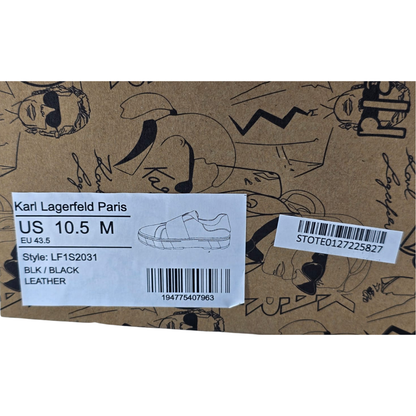 Karl Lagerfeld Paris
US 10.5 M
EU 43.5
Style: LF1S2031
BLK / BLACK
LEATHER
194775407963
STOTE0127225827